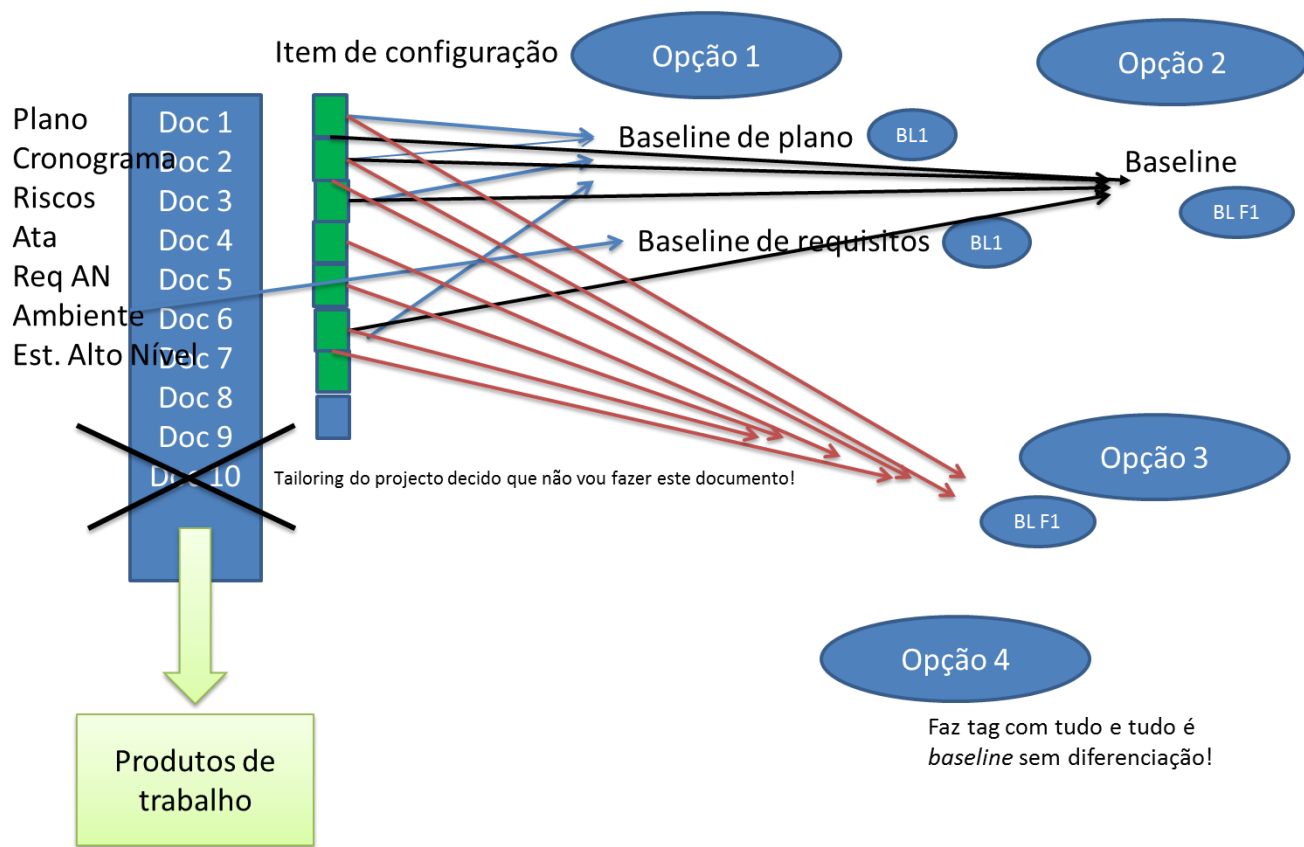 Item de configuração
Opção 1
Opção 2
Plano
Cronograma
Riscos
Ata
Req AN
Ambiente
Est. Alto Nível
Doc 1
Doc 2
Doc 3
Doc 4
Doc 5
Doc 6
Doc 7
Doc 8
Doc 9
Doc 10
Baseline de plano
BL1
Baseline
BL F1
Baseline de requisitos
BL1
Tailoring do projecto decido que não vou fazer este documento!
Opção 3
BL F1
Opção 4
Faz tag com tudo e tudo é
baseline sem diferenciação!
Produtos de
trabalho